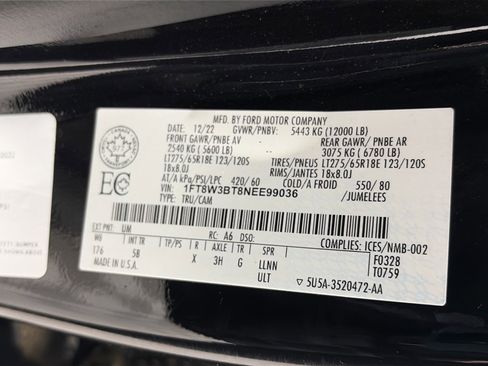 MFD. BY FORD MOTOR COMPANY
12/22 GVWR/PNBV: 5443 KG (12000 LB)
FRONT GAWR/PNBE AV REAR GAWR/PNBE AR
2540 KG (5600 LB) 3075 KG (6780 LB)
LT275/65R18E 123/120S TIRES/PNEUS LT275/65R18E 123/120S
18x8.0J RIMS/JANTES 18x8.0J
AT/A kPa/PSI/LPC 420/60 COLD/A FROID 550/80
/JUMELEES
VIN: 1FT8W3BT8NEE99036
TYPE: TRU/CAM
EC
EXT PNT: UM RC: A6 COMPLIES: ICES/NMB-002
WB INT TR TP/PS R AXLE TR SPR F0328
176 5B X 3H G LLNN T0759
MADE IN U.S.A. ULT 5U5A-3520472-AA